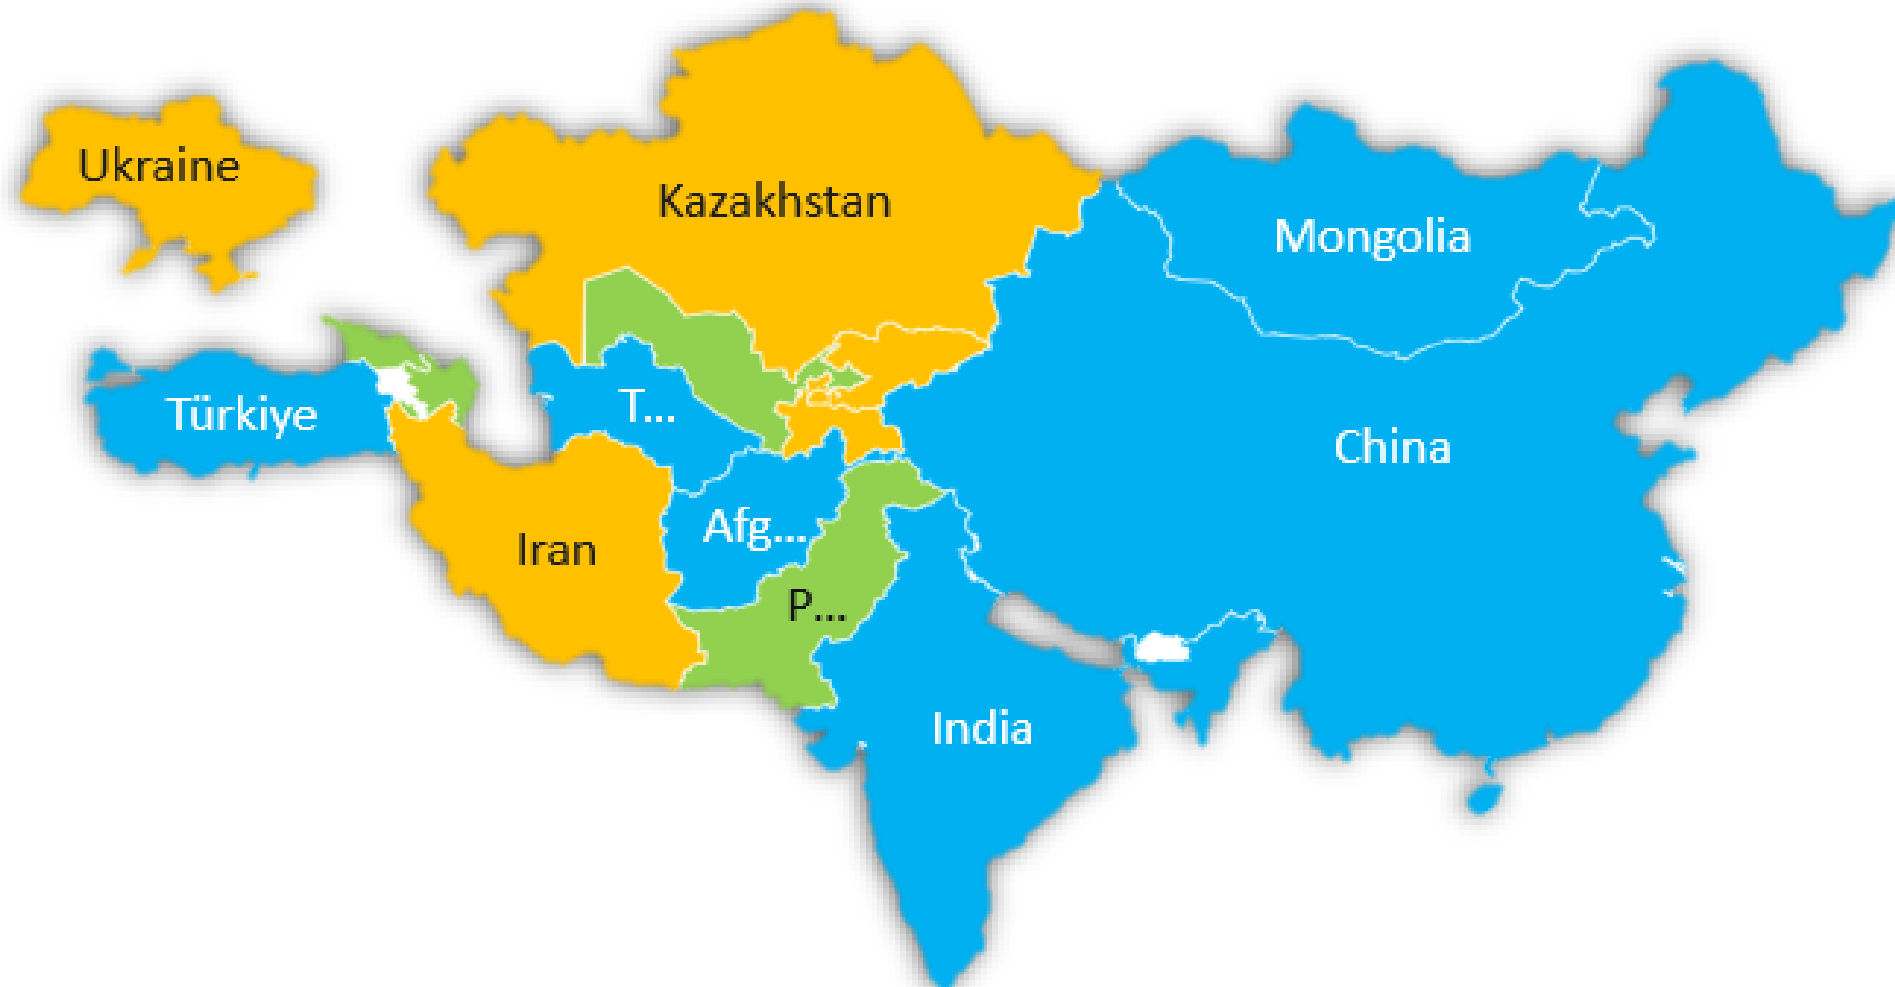 Ukraine
Kazakhstan
Mongolia
Türkiye
T...
China
Afg...
Iran
P...
India